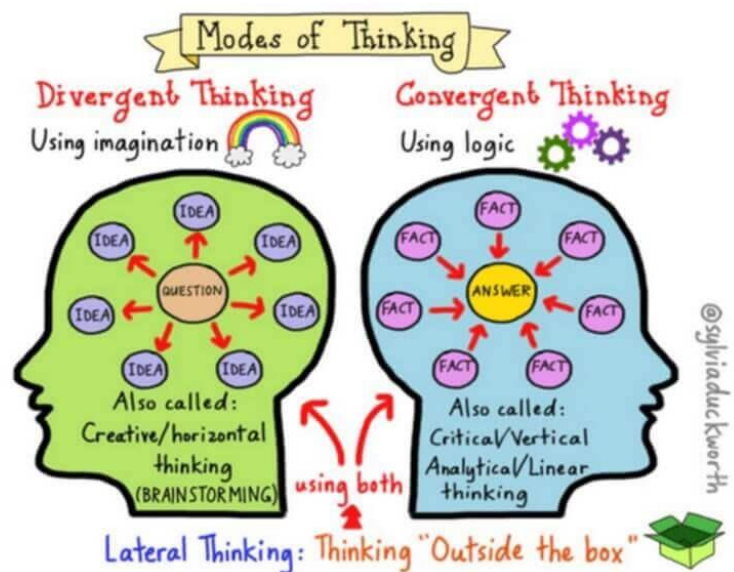 Modes of Thinking
Divergent Thinking
Using imagination
IDEA
IDEA
IDEA
IDEA
QUESTION
IDEA
IDEA
IDEA
Also called:
Creative/horizontal
thinking
(BRAINSTORMING)
Convergent Thinking
Using logic
FACT
FACT
FACT
FACT
ANSWER
FACT
FACT
FACT
Also called:
Critical/Vertical
Analytical/Linear
thinking
using both
Lateral Thinking: Thinking "Outside the box"
@sylviaduckworth